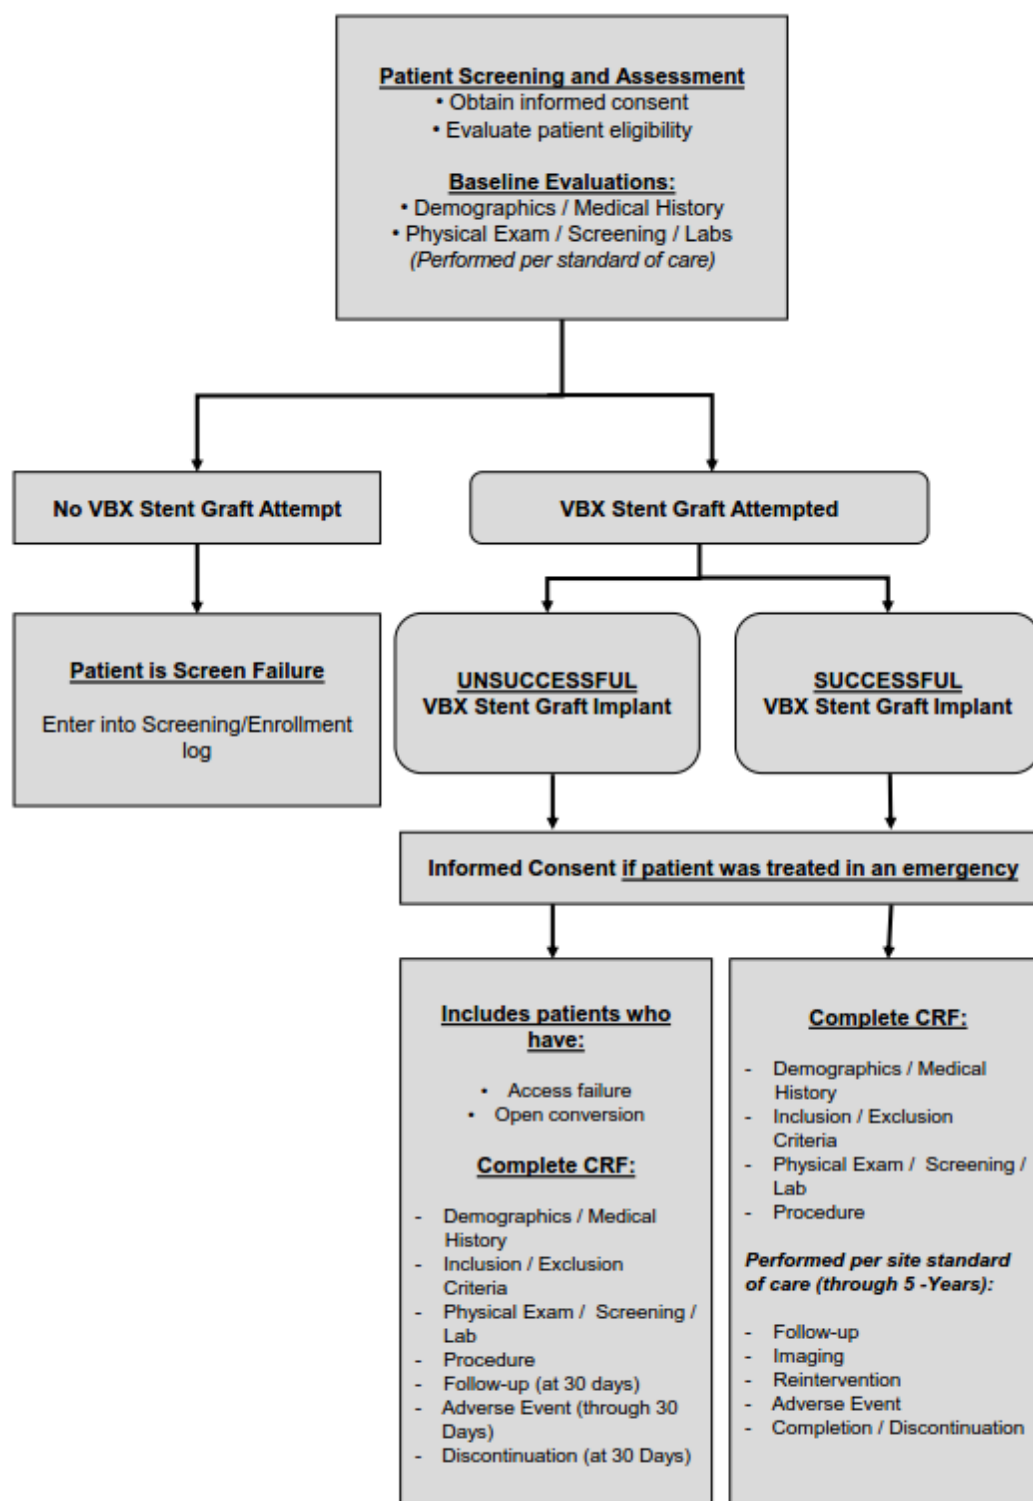 Patient Screening and Assessment
• Obtain informed consent
• Evaluate patient eligibility
Baseline Evaluations:
• Demographics / Medical History
• Physical Exam / Screening / Labs
(Performed per standard of care)
No VBX Stent Graft Attempt
VBX Stent Graft Attempted
Patient is Screen Failure
Enter into Screening/Enrollment
log
UNSUCCESSFUL
VBX Stent Graft Implant
SUCCESSFUL
VBX Stent Graft Implant
Informed Consent if patient was treated in an emergency
Includes patients who
have:
• Access failure
• Open conversion
Complete CRF:
- Demographics / Medical
History
- Inclusion / Exclusion
Criteria
- Physical Exam / Screening /
Lab
- Procedure
- Follow-up (at 30 days)
- Adverse Event (through 30
Days)
- Discontinuation (at 30 Days)
Complete CRF:
- Demographics / Medical
History
- Inclusion / Exclusion
Criteria
- Physical Exam / Screening /
Lab
- Procedure
Performed per site standard
of care (through 5 -Years):
- Follow-up
- Imaging
- Reintervention
- Adverse Event
- Completion / Discontinuation